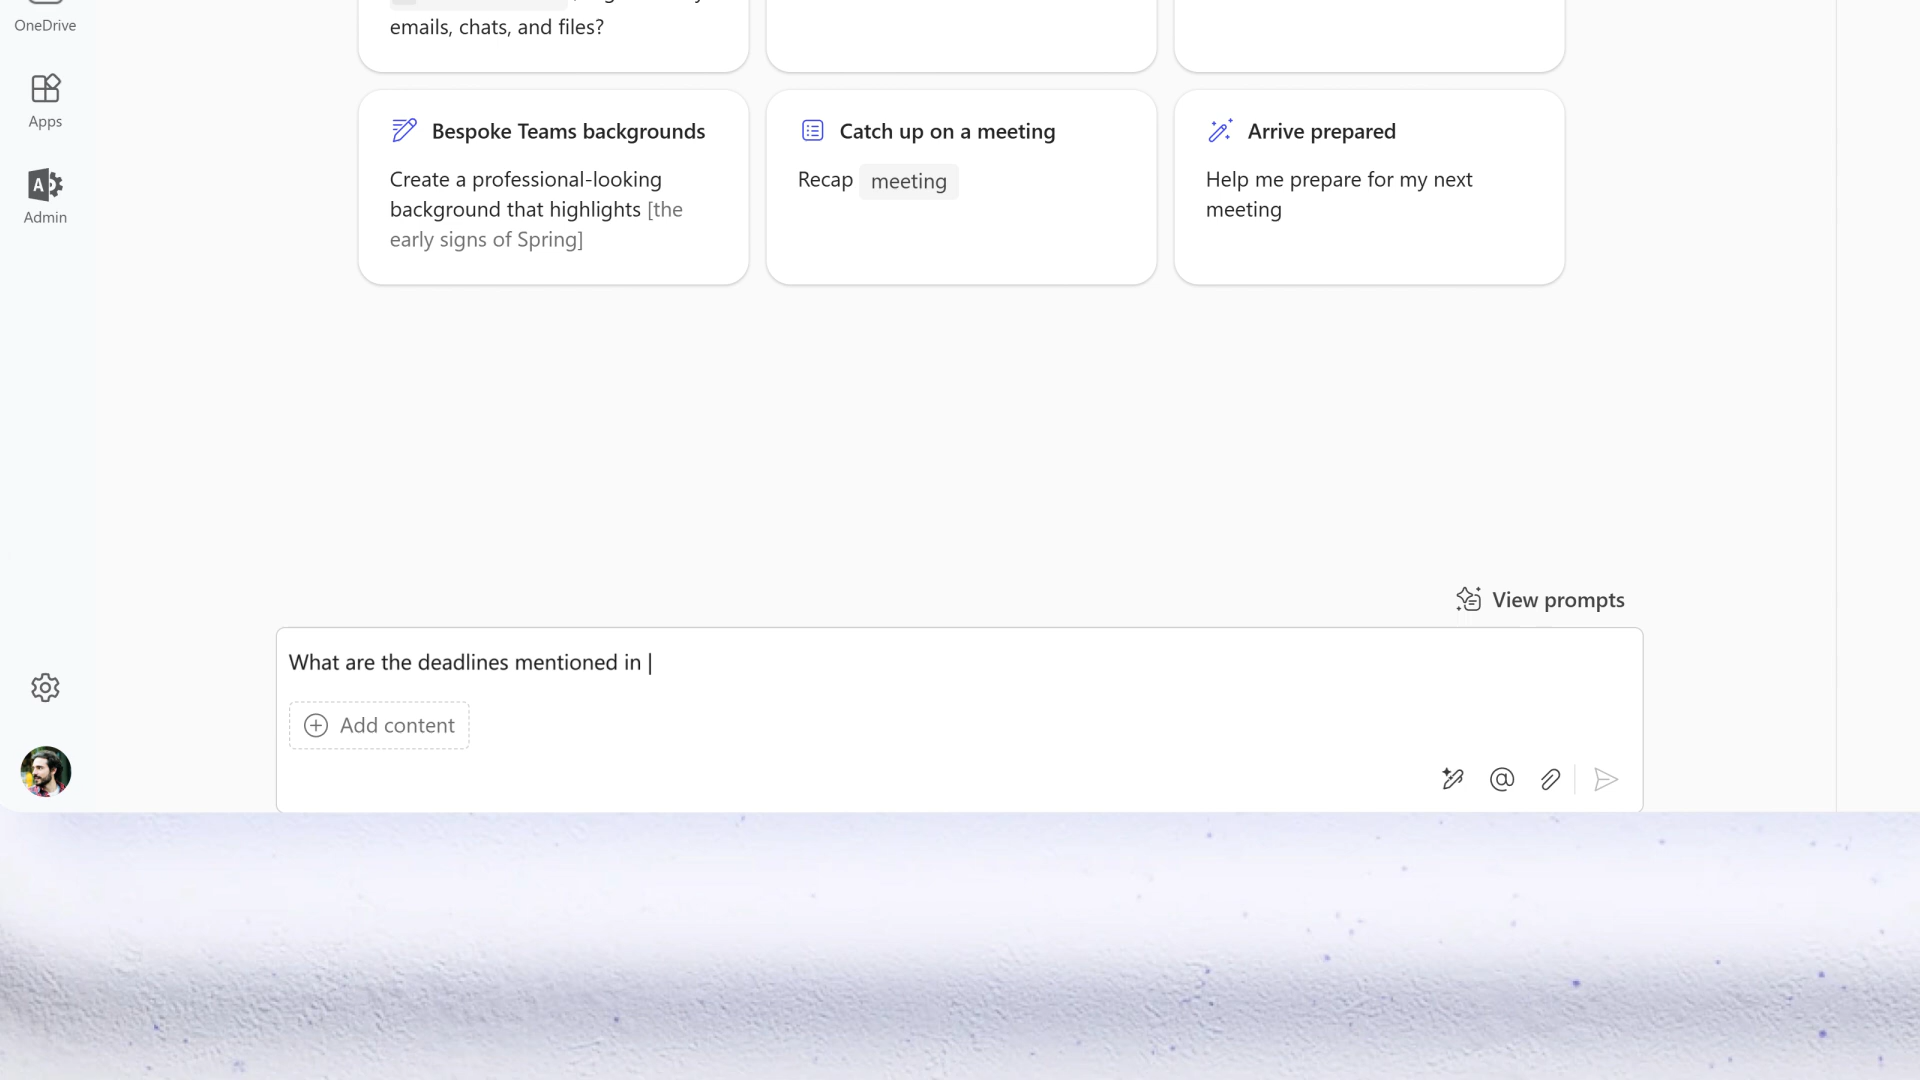 OneDrive
emails, chats, and files?
Apps
Admin
Bespoke Teams backgrounds
Create a professional-looking
background that highlights [the
early signs of Spring]
Catch up on a meeting
Recap meeting
Arrive prepared
Help me prepare for my next
meeting
View prompts
What are the deadlines mentioned in
Add content